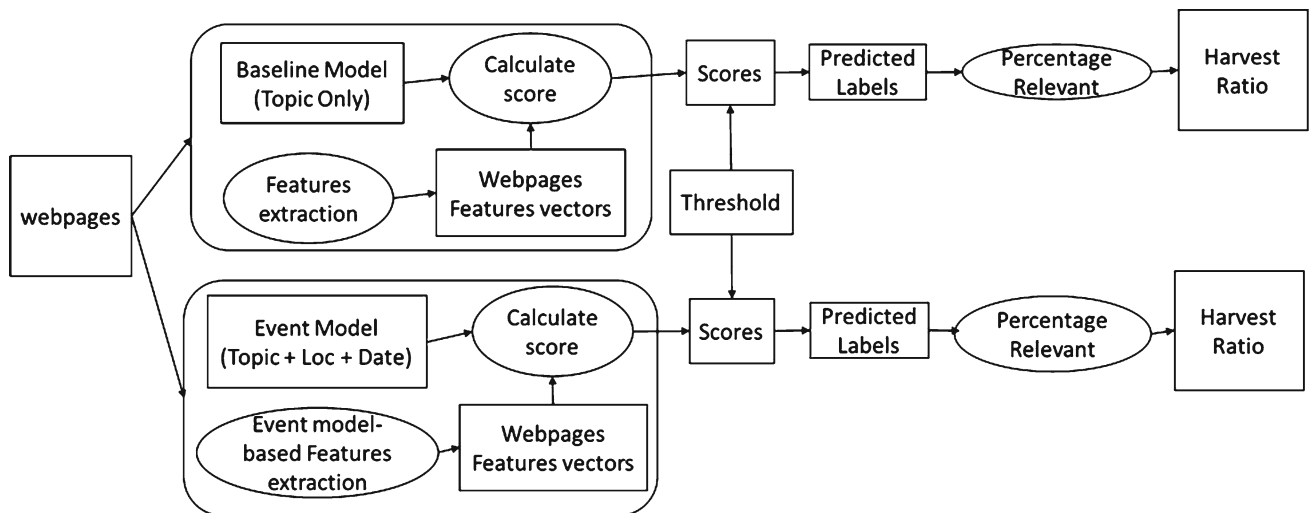 webpages
Baseline Model
(Topic Only)
Calculate
score
Features
extraction
Webpages
Features vectors
Scores
Predicted
Labels
Percentage
Relevant
Harvest
Ratio
Threshold
Event Model
(Topic + Loc + Date)
Calculate
score
Event model-
based Features
extraction
Webpages
Features vectors
Scores
Predicted
Labels
Percentage
Relevant
Harvest
Ratio